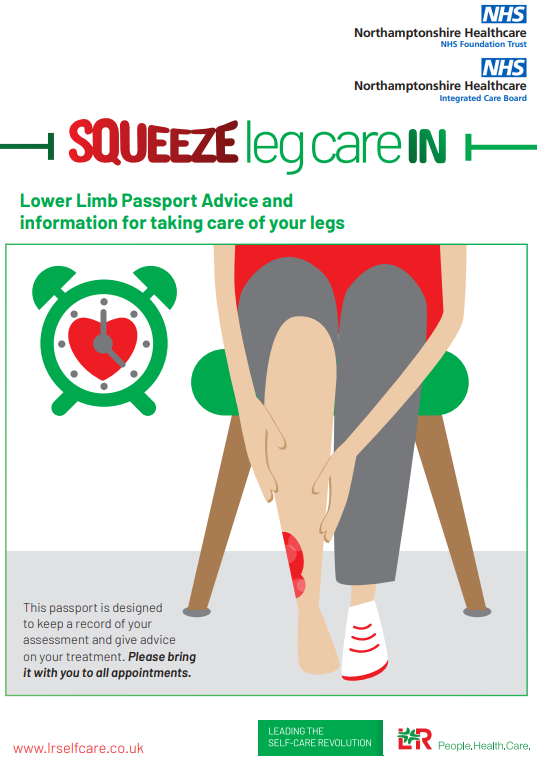 NHS
Northamptonshire Healthcare
NHS Foundation Trust
NHS
Northamptonshire Healthcare
Integrated Care Board
SQUEEZE leg care IN
Lower Limb Passport Advice and
information for taking care of your legs
This passport is designed
to keep a record of your
assessment and give advice
on your treatment. Please bring
it with you to all appointments.
www.lrselfcare.co.uk
LEADING THE
SELF-CARE REVOLUTION
L&R
People.Health.Care.